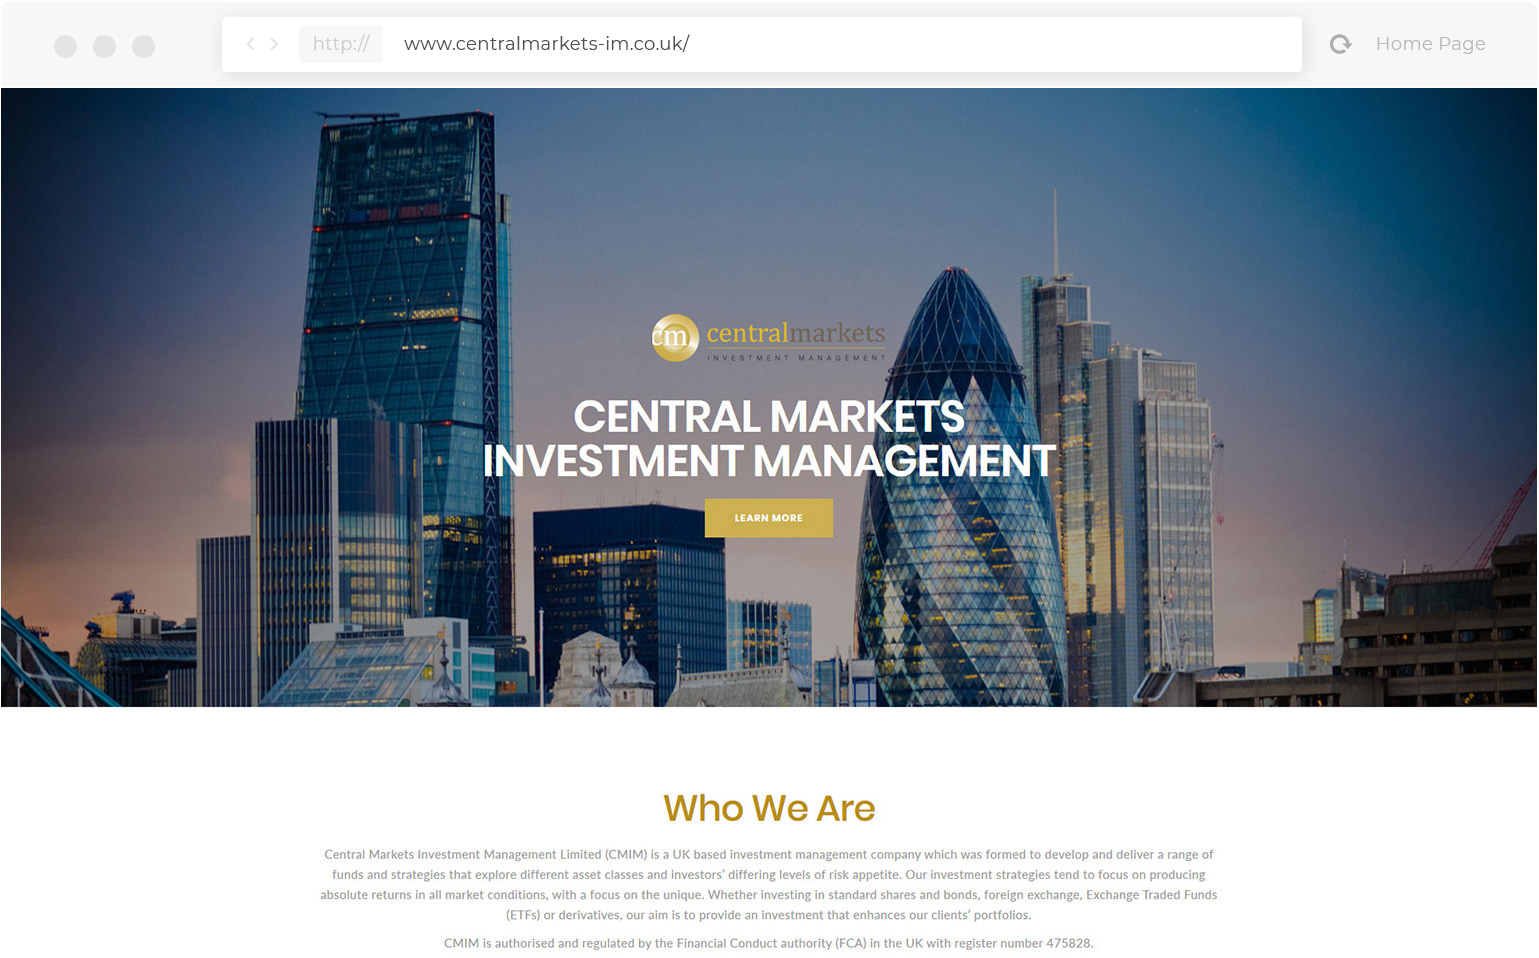 http://
www.centralmarkets-im.co.uk/
Home Page
cm centralmarkets
INVESTMENT MANAGEMENT
CENTRAL MARKETS
INVESTMENT MANAGEMENT
LEARN MORE
Who We Are
Central Markets Investment Management Limited (CMIM) is a UK based investment management company which was formed to develop and deliver a range of
funds and strategies that explore different asset classes and investors’ differing levels of risk appetite. Our investment strategies tend to focus on producing
absolute returns in all market conditions, with a focus on the unique. Whether investing in standard shares and bonds, foreign exchange, Exchange Traded Funds
(ETFs) or derivatives, our aim is to provide an investment that enhances our clients’ portfolios.
CMIM is authorised and regulated by the Financial Conduct authority (FCA) in the UK with register number 475828.